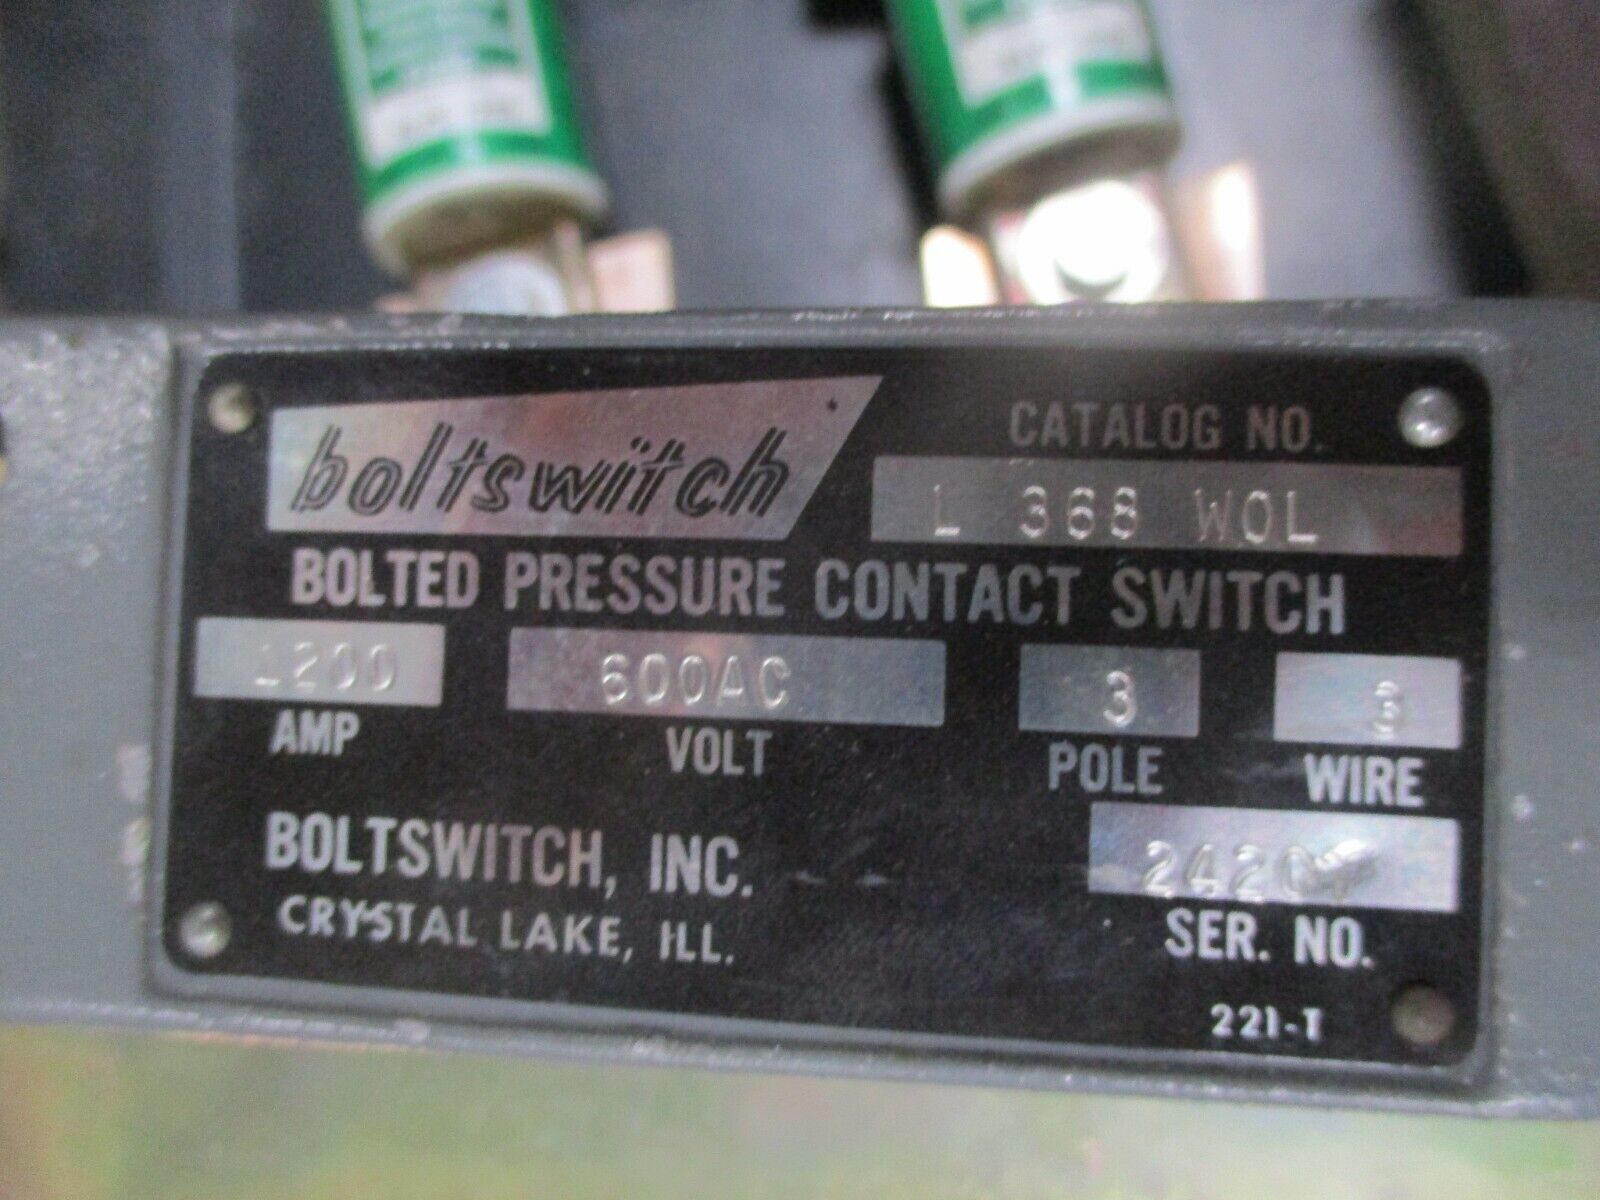 boltswitch
CATALOG NO.
L 368 WOL
BOLTED PRESSURE CONTACT SWITCH
1200 600AC 3 3
AMP VOLT POLE WIRE
BOLTSWITCH, INC.
CRYSTAL LAKE, ILL.
SER. NO.
221-T